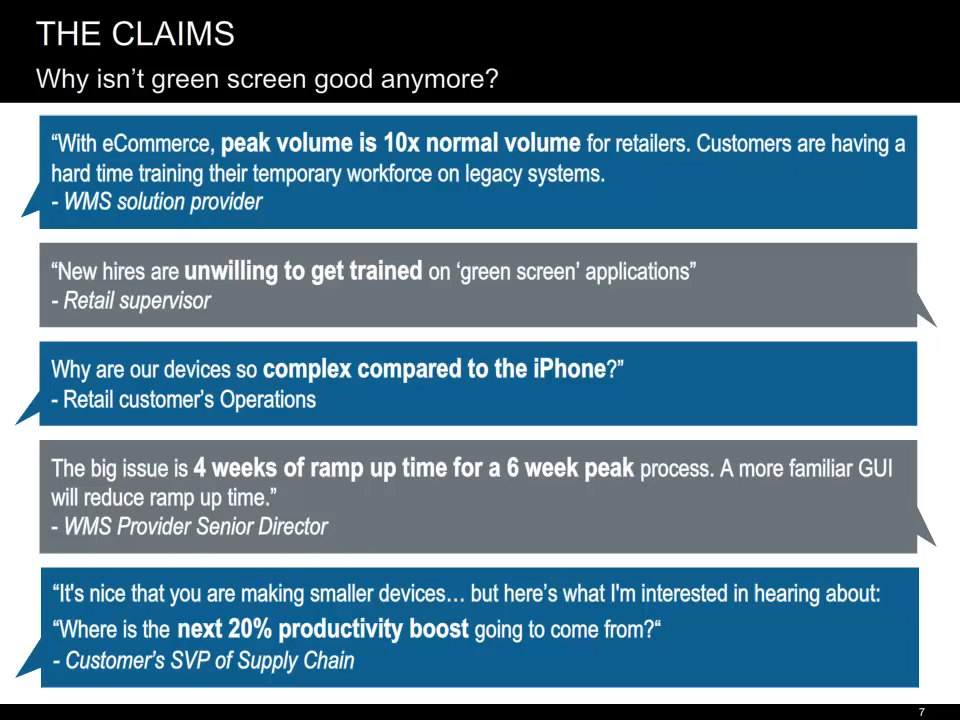 THE CLAIMS
Why isn’t green screen good anymore?
“With eCommerce, peak volume is 10x normal volume for retailers. Customers are having a
hard time training their temporary workforce on legacy systems.
- WMS solution provider
“New hires are unwilling to get trained on ‘green screen’ applications”
- Retail supervisor
Why are our devices so complex compared to the iPhone?”
- Retail customer’s Operations
The big issue is 4 weeks of ramp up time for a 6 week peak process. A more familiar GUI
will reduce ramp up time.”
- WMS Provider Senior Director
“It's nice that you are making smaller devices… but here’s what I'm interested in hearing about:
“Where is the next 20% productivity boost going to come from?“
- Customer’s SVP of Supply Chain
7